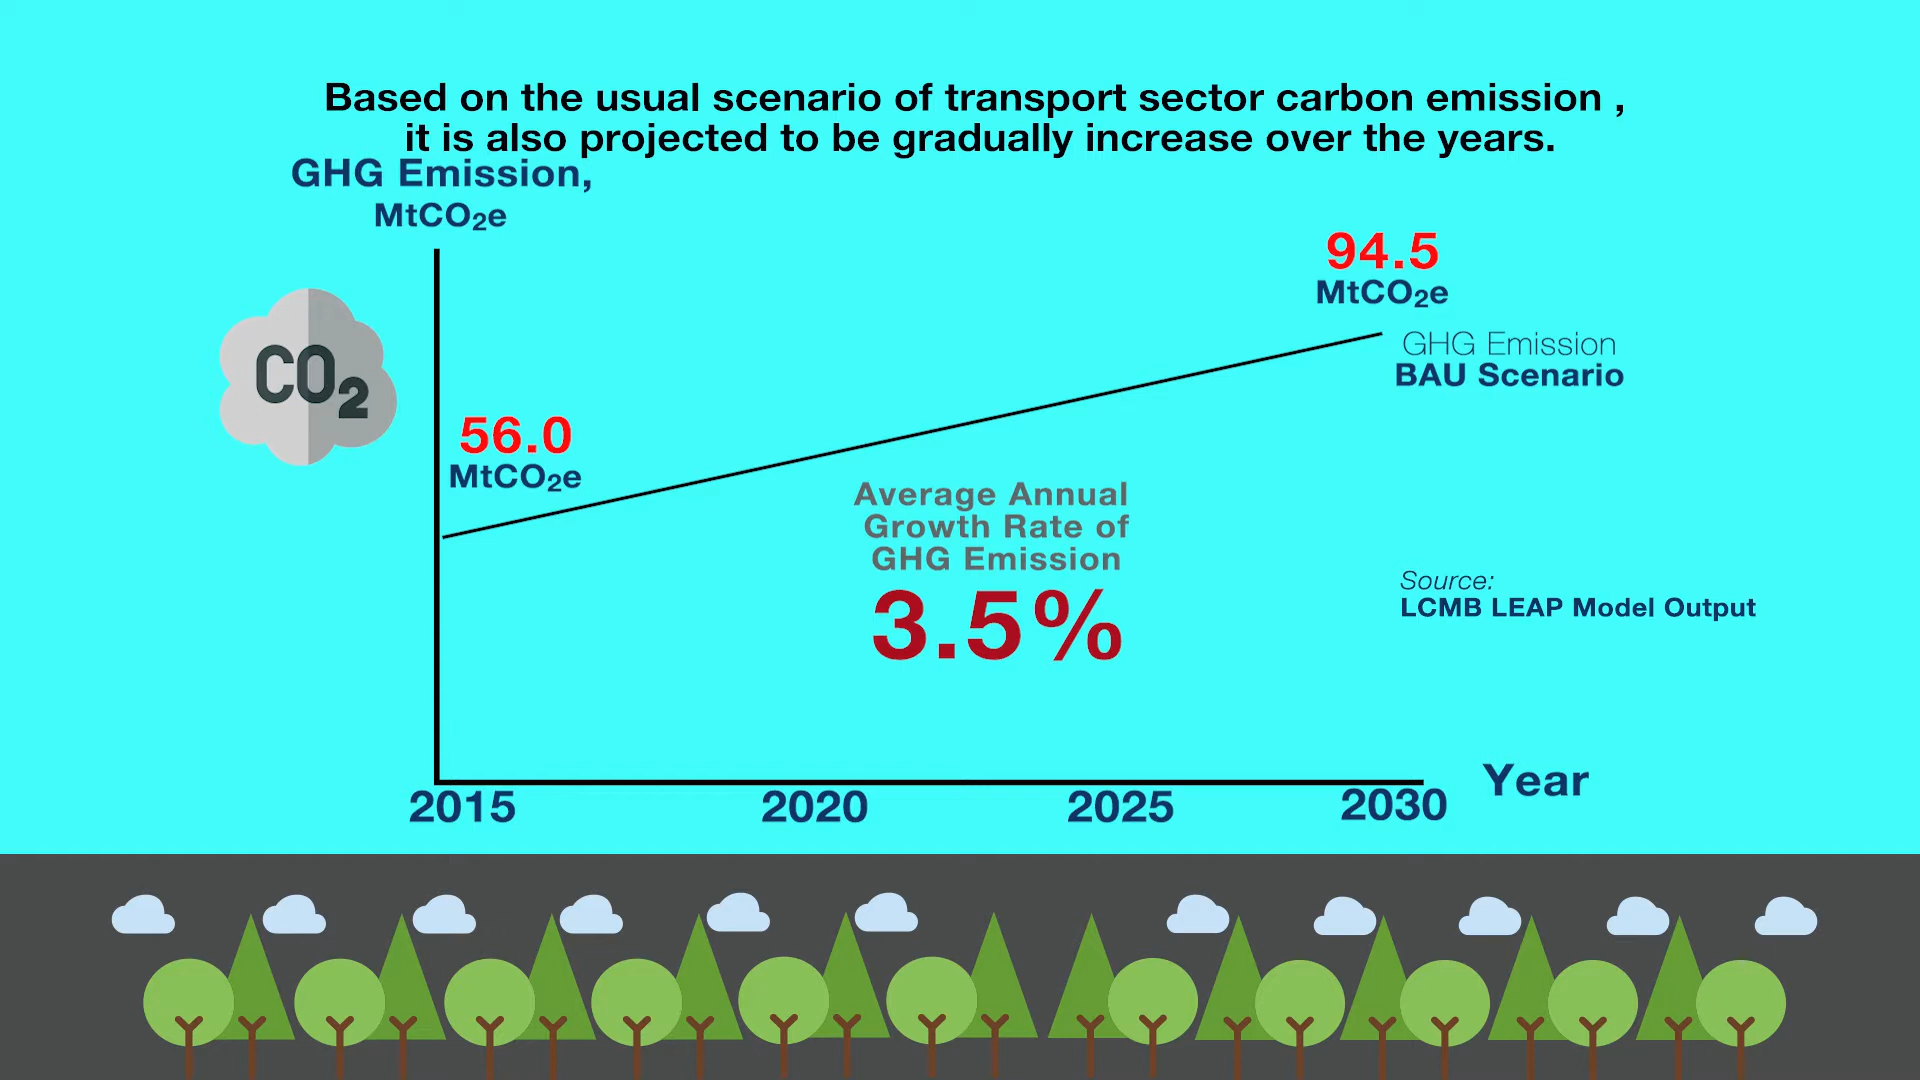 Based on the usual scenario of transport sector carbon emission ,
it is also projected to be gradually increase over the years.
GHG Emission,
MtCO₂e
94.5
MtCO₂e
GHG Emission
BAU Scenario
CO₂
56.0
MtCO₂e
Average Annual
Growth Rate of
GHG Emission
3.5%
Source:
LCMB LEAP Model Output
Year
2015 2020 2025 2030